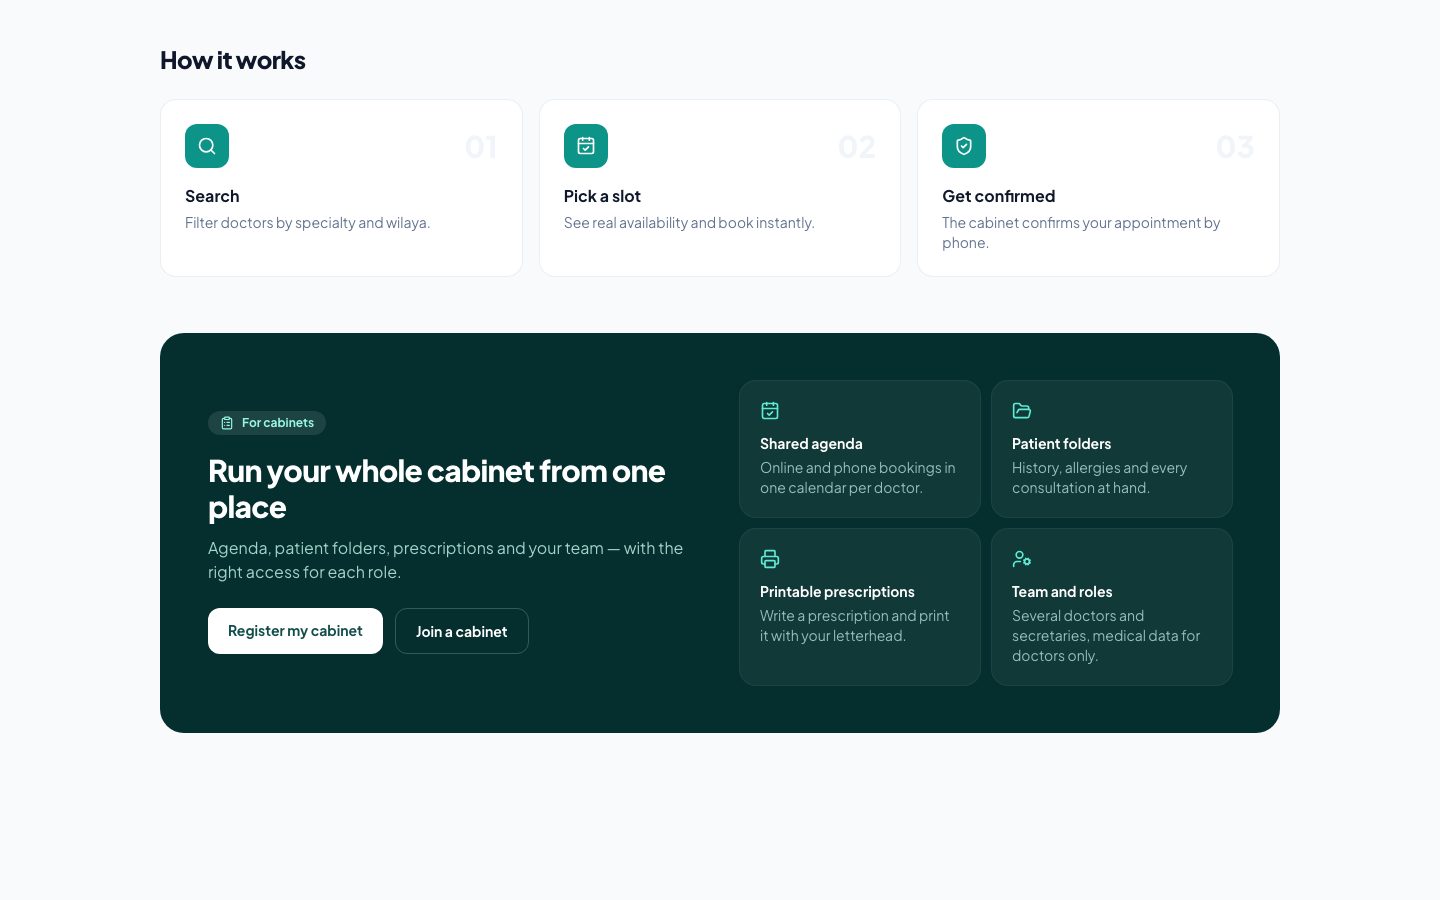 How it works
01
Search
Filter doctors by specialty and wilaya.
02
Pick a slot
See real availability and book instantly.
03
Get confirmed
The cabinet confirms your appointment by
phone.
For cabinets
Run your whole cabinet from one
place
Agenda, patient folders, prescriptions and your team — with the
right access for each role.
Register my cabinet
Join a cabinet
Shared agenda
Online and phone bookings in
one calendar per doctor.
Patient folders
History, allergies and every
consultation at hand.
Printable prescriptions
Write a prescription and print
it with your letterhead.
Team and roles
Several doctors and
secretaries, medical data for
doctors only.